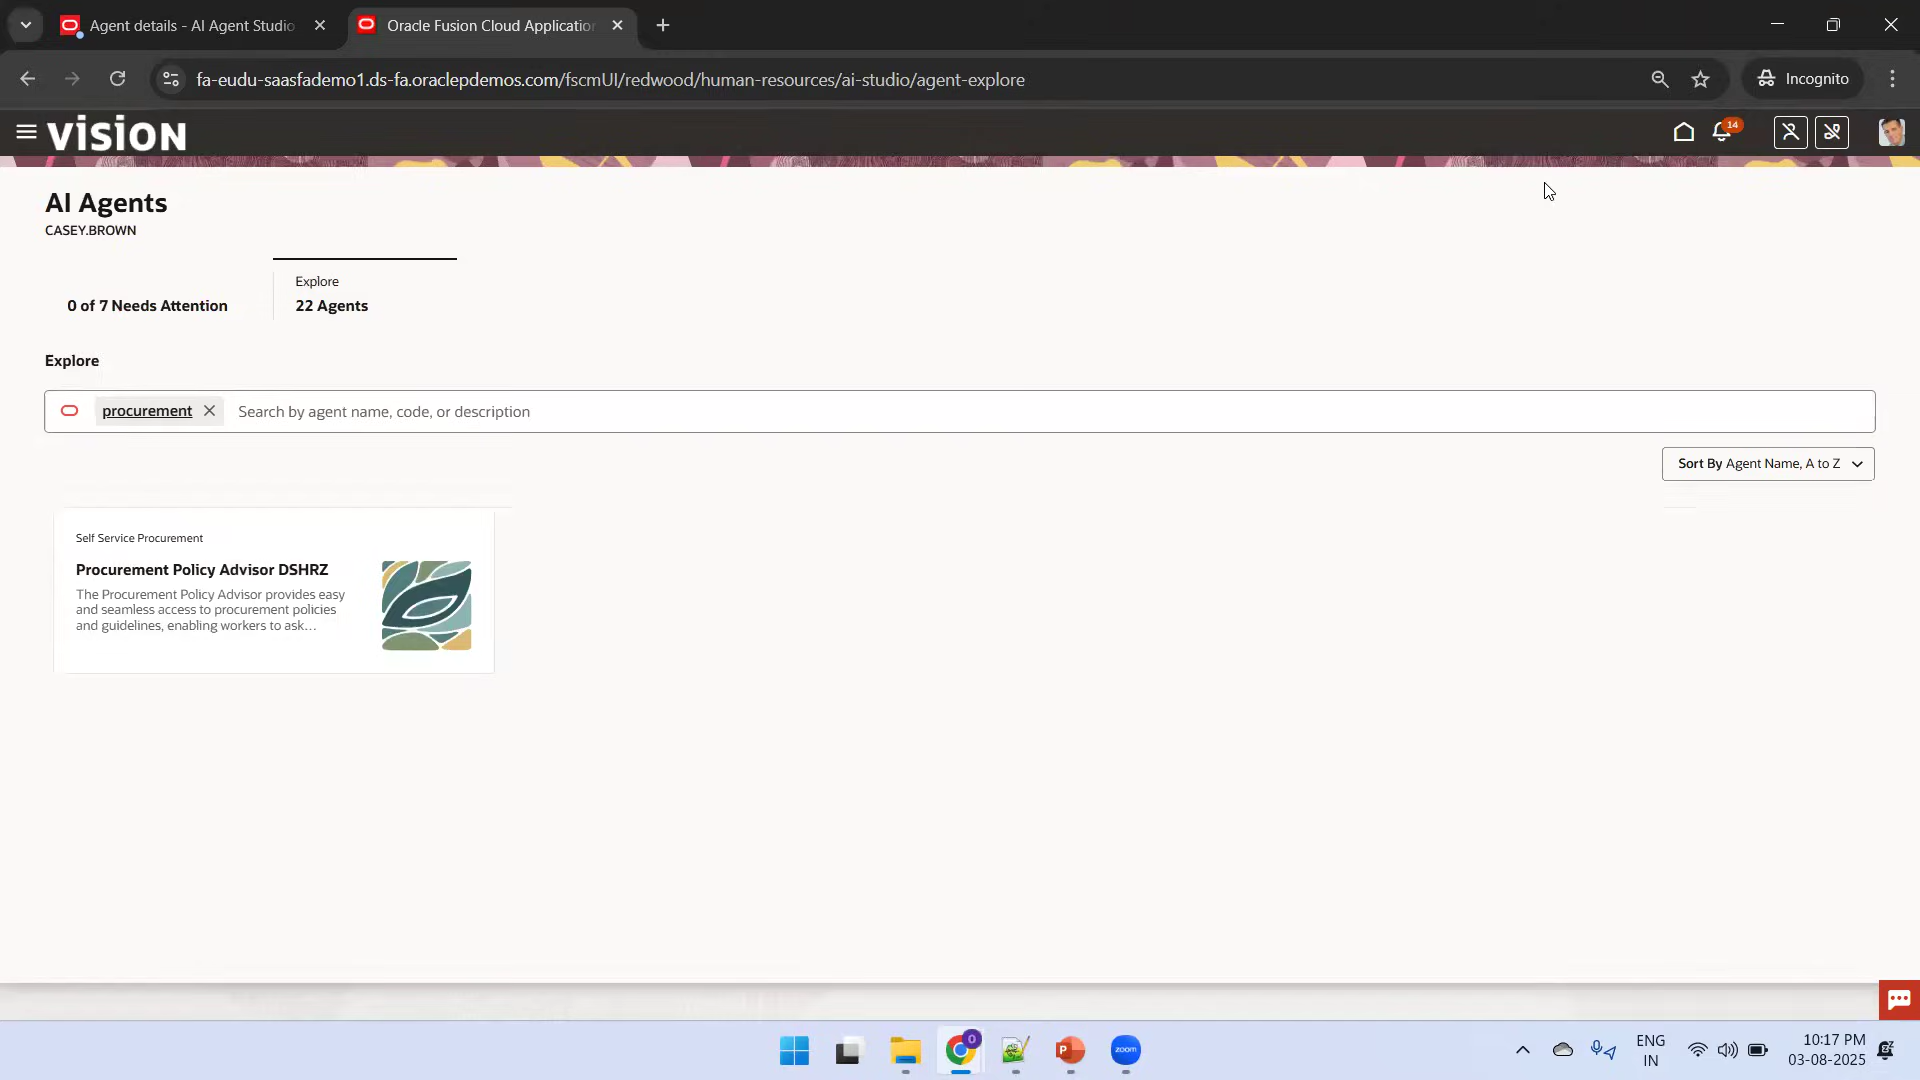 Agent details - AI Agent Studio
Oracle Fusion Cloud Applicatio
fa-eudu-saasfademo1.ds-fa.oraclepdemos.com/fscmUI/redwood/human-resources/ai-studio/agent-explore
Incognito
vision
14
AI Agents
CASEY.BROWN
Explore
0 of 7 Needs Attention
22 Agents
Explore
procurement
Search by agent name, code, or description
Sort By Agent Name, A to Z
Self Service Procurement
Procurement Policy Advisor DSHRZ
The Procurement Policy Advisor provides easy
and seamless access to procurement policies
and guidelines, enabling workers to ask...
zoom
ENG
IN
10:17 PM
03-08-2025